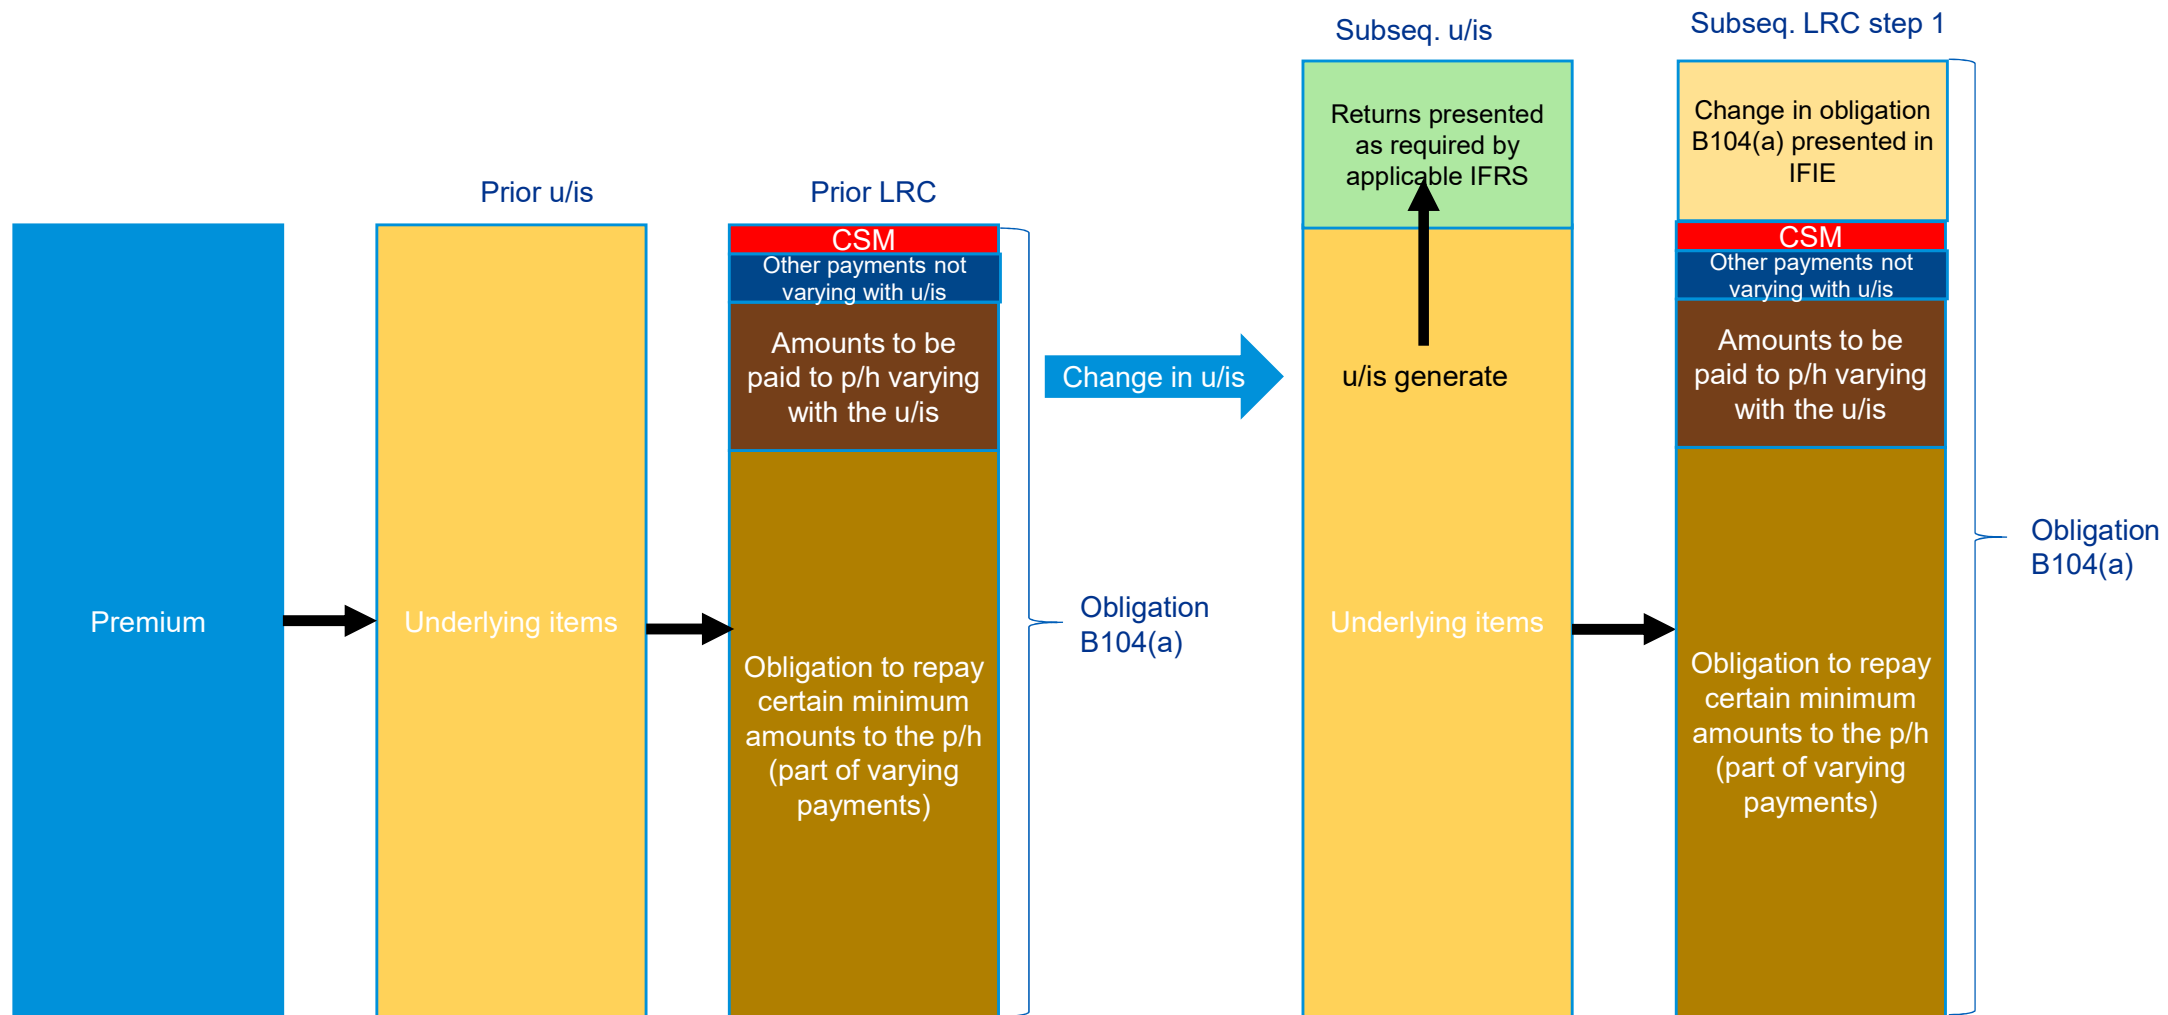 Premium
Prior u/is
Underlying items
Prior LRC
CSM
Other payments not
varying with u/is
Amounts to be
paid to p/h varying
with the u/is
Obligation to repay
certain minimum
amounts to the p/h
(part of varying
payments)
Obligation
B104(a)
Change in u/is
Subseq. u/is
Returns presented
as required by
applicable IFRS
u/is generate
Underlying items
Subseq. LRC step 1
Change in obligation
B104(a) presented in
IFIE
CSM
Other payments not
varying with u/is
Amounts to be
paid to p/h varying
with the u/is
Obligation to repay
certain minimum
amounts to the p/h
(part of varying
payments)
Obligation
B104(a)